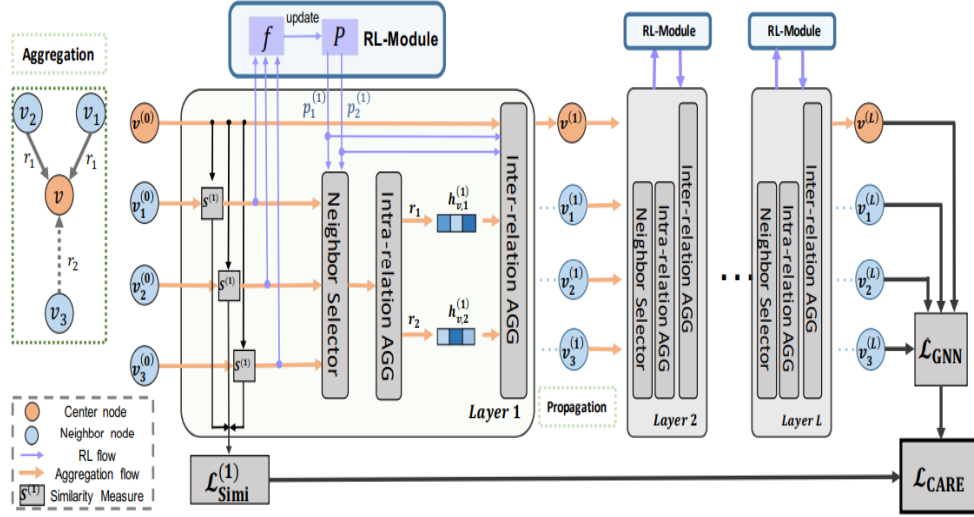 Aggregation
v₂
v₁
r₁
r₁
v
r₂
v₃
f
update
P
RL-Module
p₁⁽¹⁾
p₂⁽¹⁾
v⁽⁰⁾
v₁⁽⁰⁾
v₂⁽⁰⁾
v₃⁽⁰⁾
S⁽¹⁾
S⁽¹⁾
S⁽¹⁾
Neighbor Selector
Intra-relation AGG
r₁
h⁽¹⁾ᵥ,₁
r₂
h⁽¹⁾ᵥ,₂
Inter-relation AGG
Layer 1
v⁽¹⁾
v₁⁽¹⁾
v₂⁽¹⁾
v₃⁽¹⁾
Propagation
RL-Module
Neighbor Selector
Intra-relation AGG
Inter-relation AGG
Layer 2
...
RL-Module
Neighbor Selector
Intra-relation AGG
Inter-relation AGG
Layer L
v⁽ᴸ⁾
v₁⁽ᴸ⁾
v₂⁽ᴸ⁾
v₃⁽ᴸ⁾
ℒGNN
ℒ⁽¹⁾Simi
ℒCARE
Center node
Neighbor node
RL flow
Aggregation flow
S⁽¹⁾ Similarity Measure